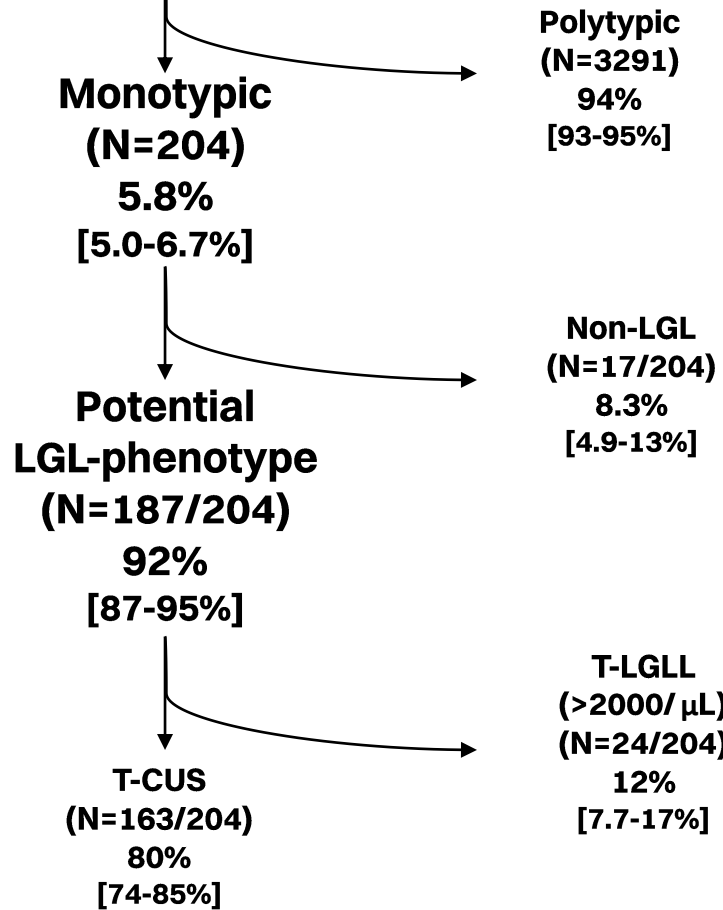 Polytypic
(N=3291)
94%
[93-95%]
Monotypic
(N=204)
5.8%
[5.0-6.7%]
Non-LGL
(N=17/204)
8.3%
[4.9-13%]
Potential
LGL-phenotype
(N=187/204)
92%
[87-95%]
T-LGLL
(>2000/ μL)
(N=24/204)
12%
[7.7-17%]
T-CUS
(N=163/204)
80%
[74-85%]